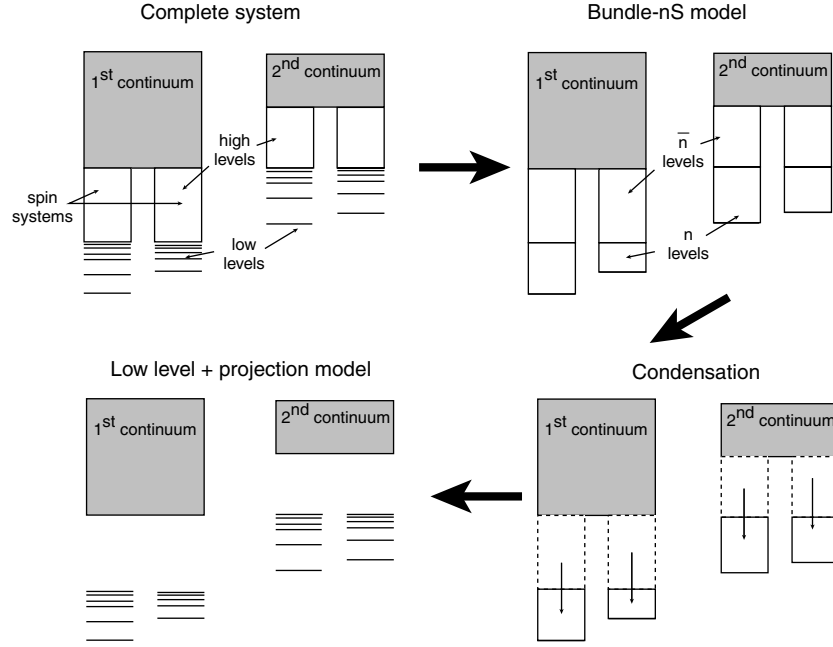 Complete system
1st continuum
2nd continuum
high
levels
spin
systems
low
levels
Bundle-nS model
1st continuum
2nd continuum
n̅
levels
n
levels
Low level + projection model
1st continuum
2nd continuum
Condensation
1st continuum
2nd continuum